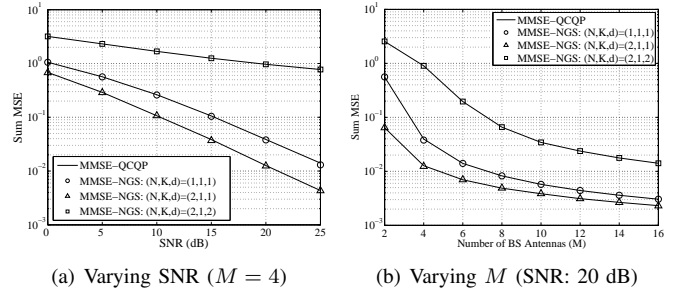 10²
10¹
10⁰
10⁻¹
10⁻²
10⁻³
Sum MSE
MMSE−QCQP
MMSE−NGS: (N,K,d)=(1,1,1)
MMSE−NGS: (N,K,d)=(2,1,1)
MMSE−NGS: (N,K,d)=(2,1,2)
0 5 10 15 20 25
SNR (dB)
(a) Varying SNR (M = 4)
10¹
10⁰
10⁻¹
10⁻²
10⁻³
Sum MSE
MMSE−QCQP
MMSE−NGS: (N,K,d)=(1,1,1)
MMSE−NGS: (N,K,d)=(2,1,1)
MMSE−NGS: (N,K,d)=(2,1,2)
2 4 6 8 10 12 14 16
Number of BS Antennas (M)
(b) Varying M (SNR: 20 dB)